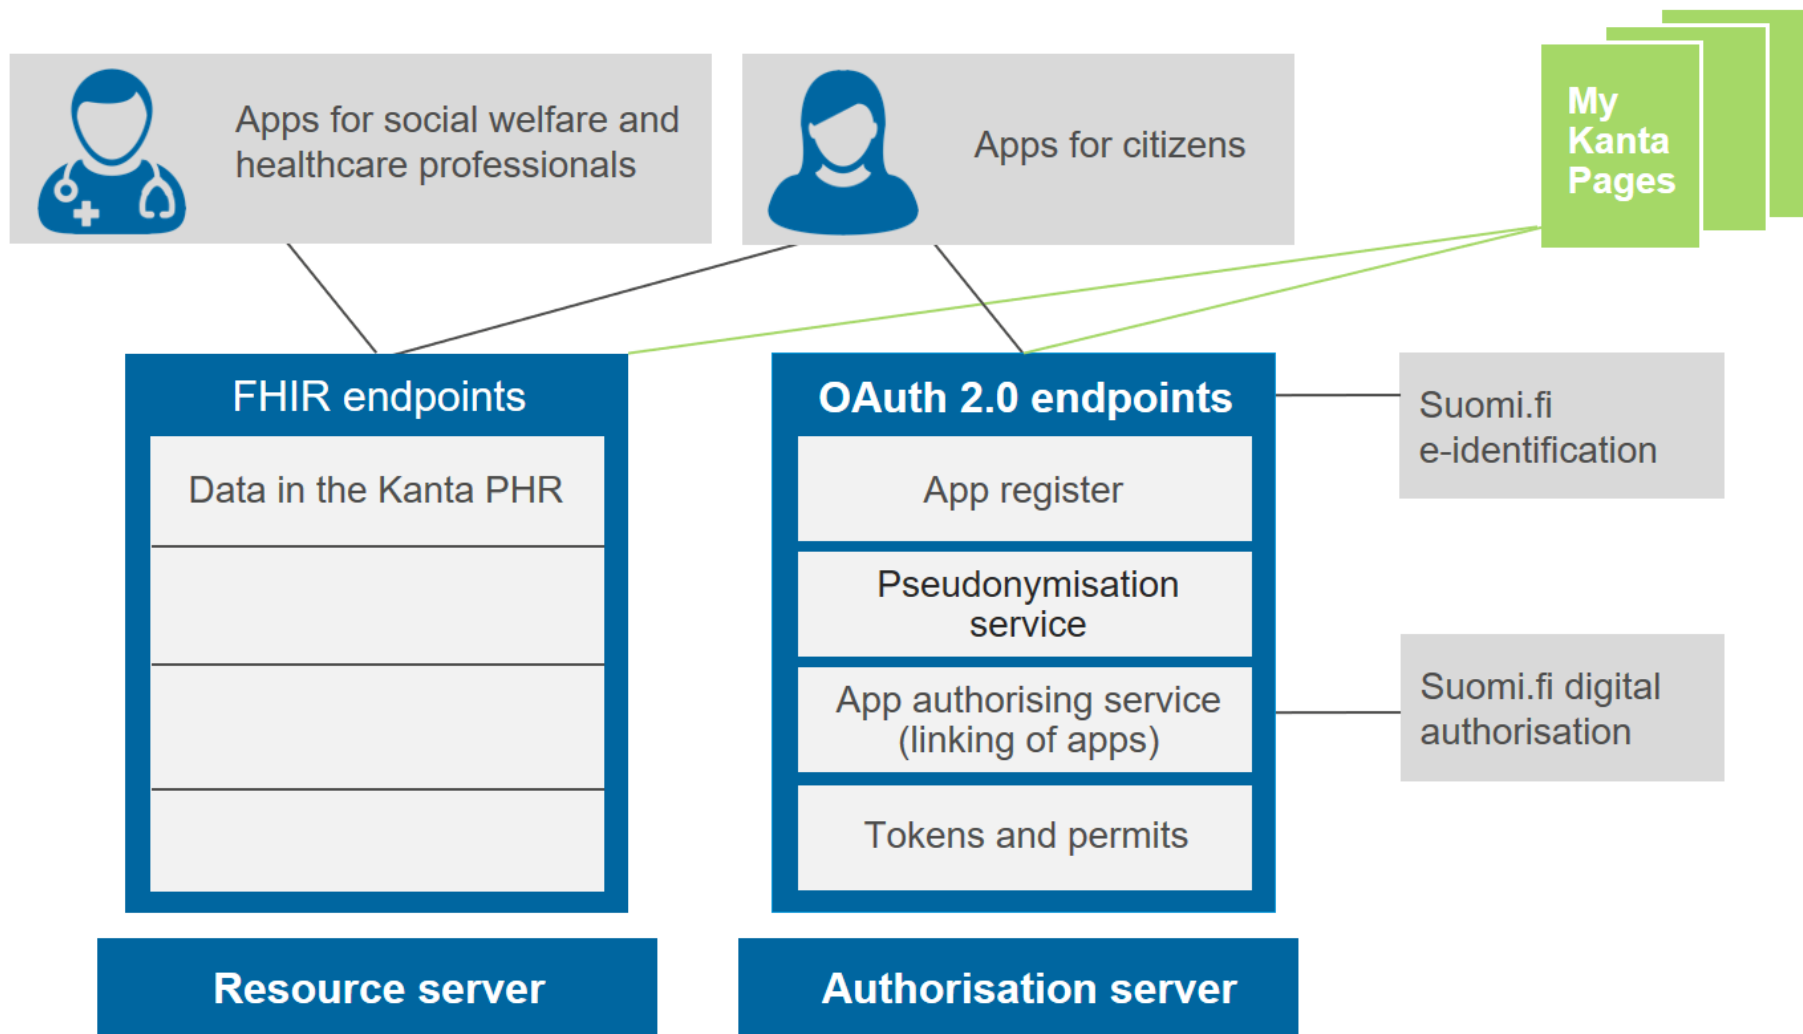 Apps for social welfare and
healthcare professionals
Apps for citizens
My
Kanta
Pages
FHIR endpoints
Data in the Kanta PHR
OAuth 2.0 endpoints
App register
Pseudonymisation
service
App authorising service
(linking of apps)
Tokens and permits
Suomi.fi
e-identification
Suomi.fi digital
authorisation
Resource server
Authorisation server